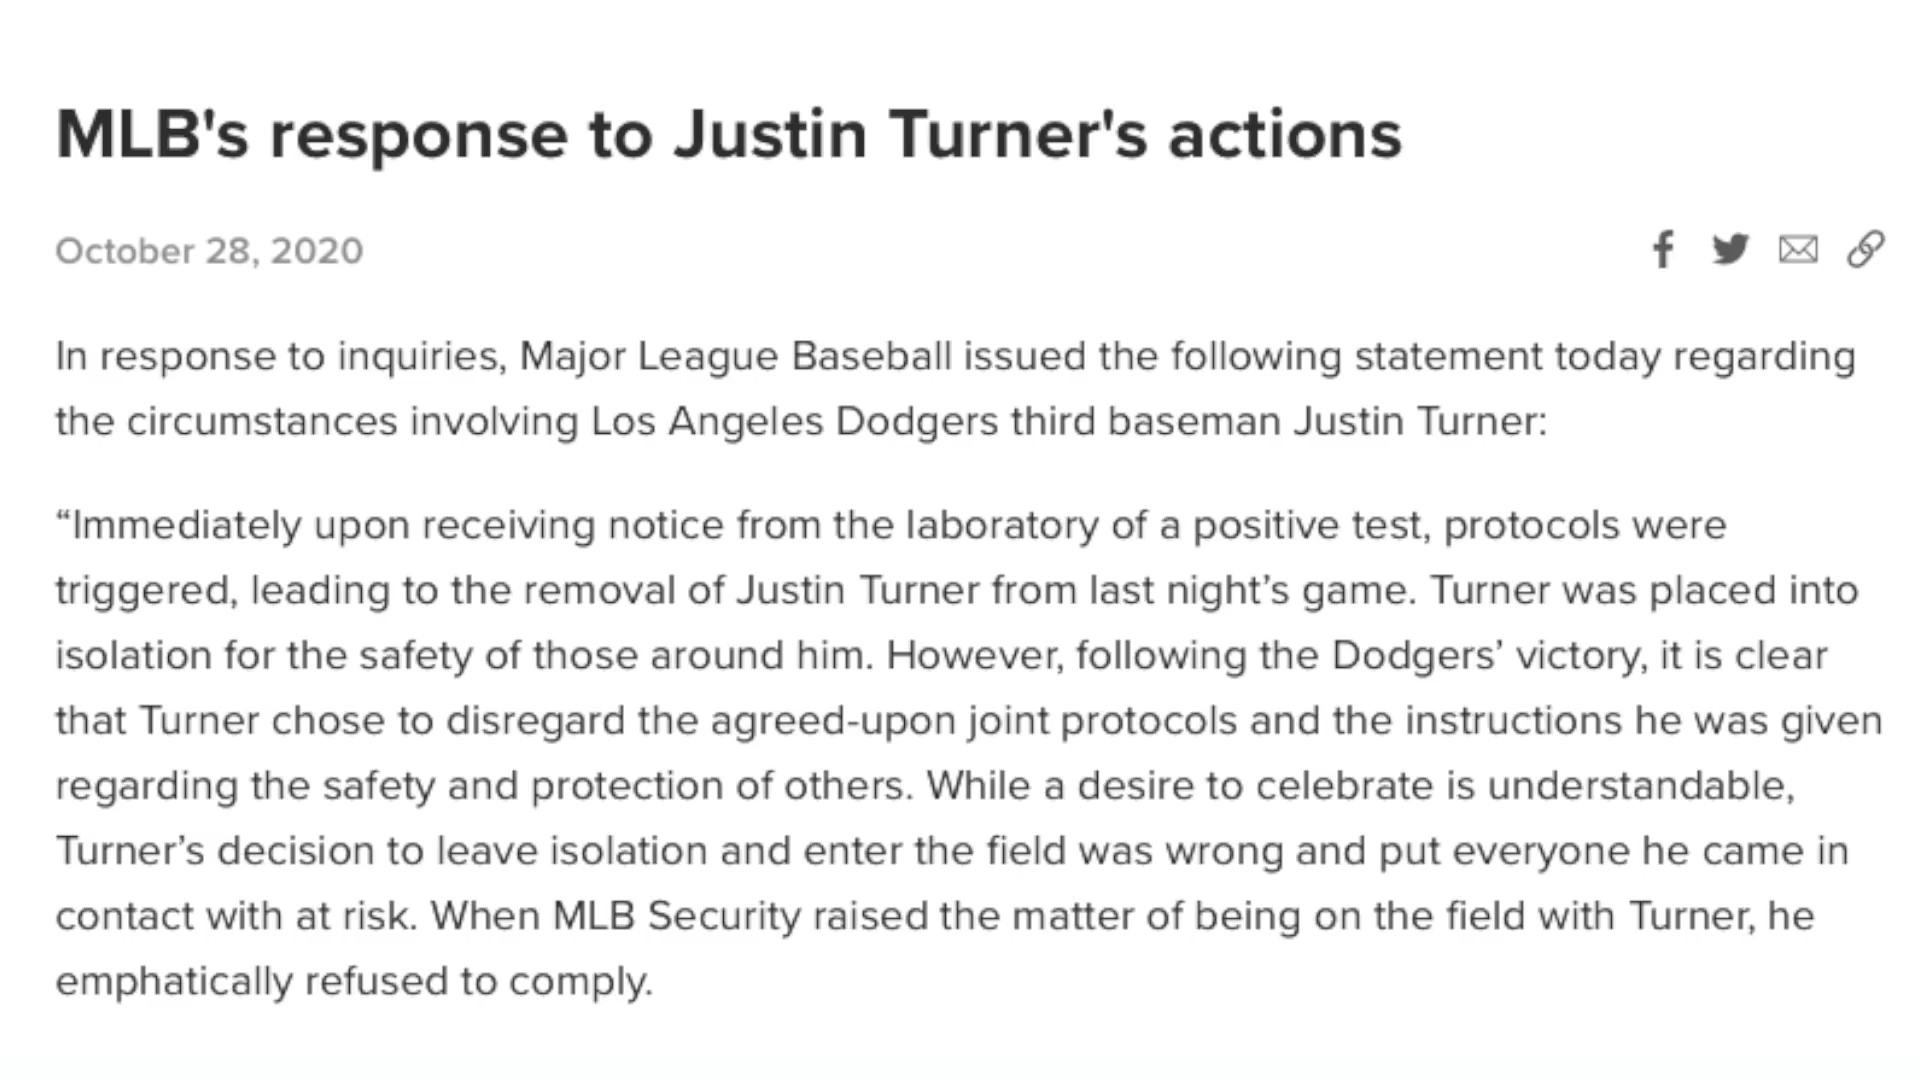 MLB's response to Justin Turner's actions
October 28, 2020
In response to inquiries, Major League Baseball issued the following statement today regarding
the circumstances involving Los Angeles Dodgers third baseman Justin Turner:
“Immediately upon receiving notice from the laboratory of a positive test, protocols were
triggered, leading to the removal of Justin Turner from last night’s game. Turner was placed into
isolation for the safety of those around him. However, following the Dodgers’ victory, it is clear
that Turner chose to disregard the agreed-upon joint protocols and the instructions he was given
regarding the safety and protection of others. While a desire to celebrate is understandable,
Turner’s decision to leave isolation and enter the field was wrong and put everyone he came in
contact with at risk. When MLB Security raised the matter of being on the field with Turner, he
emphatically refused to comply.